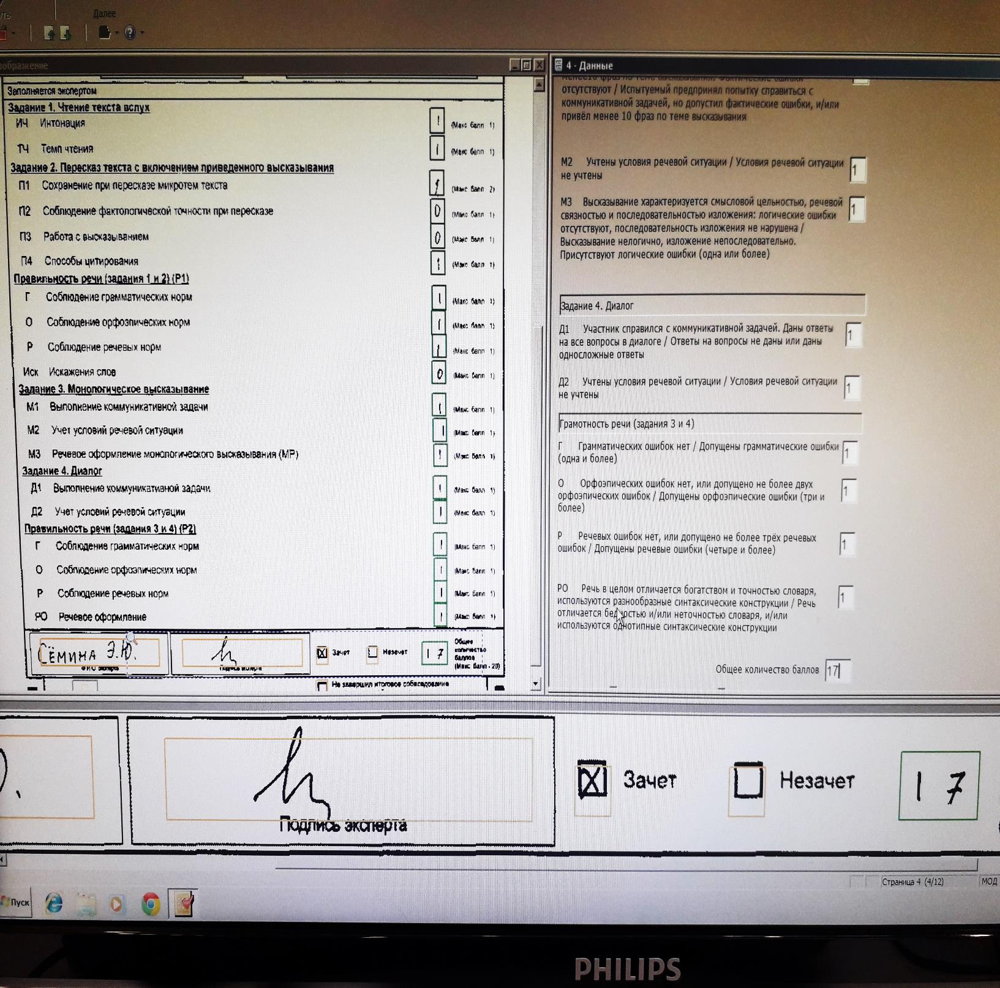 Далее
4 - Данные
Заполняется экспертом
Задание 1. Чтение текста вслух
ИЧ Интонация 1 (Макс балл 1)
ТЧ Темп чтения 1 (Макс балл 1)
Задание 2. Пересказ текста с включением приведенного высказывания
П1 Сохранение при пересказе микротем текста 1 (Макс балл 2)
П2 Соблюдение фактологической точности при пересказе 0 (Макс балл 1)
П3 Работа с высказыванием 0 (Макс балл 1)
П4 Способы цитирования 1 (Макс балл 1)
Правильность речи (задания 1 и 2) (Р1)
Г Соблюдение грамматических норм 1 (Макс балл 1)
О Соблюдение орфоэпических норм 1 (Макс балл 1)
Р Соблюдение речевых норм 1 (Макс балл 1)
Иск Искажения слов 0 (Макс балл 1)
Задание 3. Монологическое высказывание
М1 Выполнение коммуникативной задачи 1 (Макс балл 1)
М2 Учет условий речевой ситуации 1 (Макс балл 1)
М3 Речевое оформление монологического высказывания (МР) 1 (Макс балл 1)
Задание 4. Диалог
Д1 Выполнение коммуникативной задачи 1 (Макс балл 1)
Д2 Учет условий речевой ситуации 1 (Макс балл 1)
Правильность речи (задания 3 и 4) (Р2)
Г Соблюдение грамматических норм 1 (Макс балл 1)
О Соблюдение орфоэпических норм 1 (Макс балл 1)
Р Соблюдение речевых норм 1 (Макс балл 1)
РО Речевое оформление 1 (Макс балл 1)
Сёмина Э.Ю.
ФИО эксперта
Подпись эксперта
Зачет Незачет 17
Общее
количество
баллов
(Макс балл - 20)
Не завершил итоговое собеседование
отсутствуют / Испытуемый предпринял попытку справиться с
коммуникативной задачей, но допустил фактические ошибки, и/или
привёл менее 10 фраз по теме высказывания
М2 Учтены условия речевой ситуации / Условия речевой ситуации 1
не учтены
М3 Высказывание характеризуется смысловой цельностью, речевой 1
связностью и последовательностью изложения: логические ошибки
отсутствуют, последовательность изложения не нарушена /
Высказывание нелогично, изложение непоследовательно.
Присутствуют логические ошибки (одна или более)
Задание 4. Диалог
Д1 Участник справился с коммуникативной задачей. Даны ответы 1
на все вопросы в диалоге / Ответы на вопросы не даны или даны
односложные ответы
Д2 Учтены условия речевой ситуации / Условия речевой ситуации 1
не учтены
Грамотность речи (задания 3 и 4)
Г Грамматических ошибок нет / Допущены грамматические ошибки 1
(одна и более)
О Орфоэпических ошибок нет, или допущено не более двух 1
орфоэпических ошибок / Допущены орфоэпические ошибки (три и
более)
Р Речевых ошибок нет, или допущено не более трёх речевых 1
ошибок / Допущены речевые ошибки (четыре и более)
РО Речь в целом отличается богатством и точностью словаря, 1
используются разнообразные синтаксические конструкции / Речь
отличается бедностью и/или неточностью словаря, и/или
используются однотипные синтаксические конструкции
Общее количество баллов 17
Подпись эксперта
Зачет Незачет 17
Страница 4 (4/12) МОД
Пуск
PHILIPS